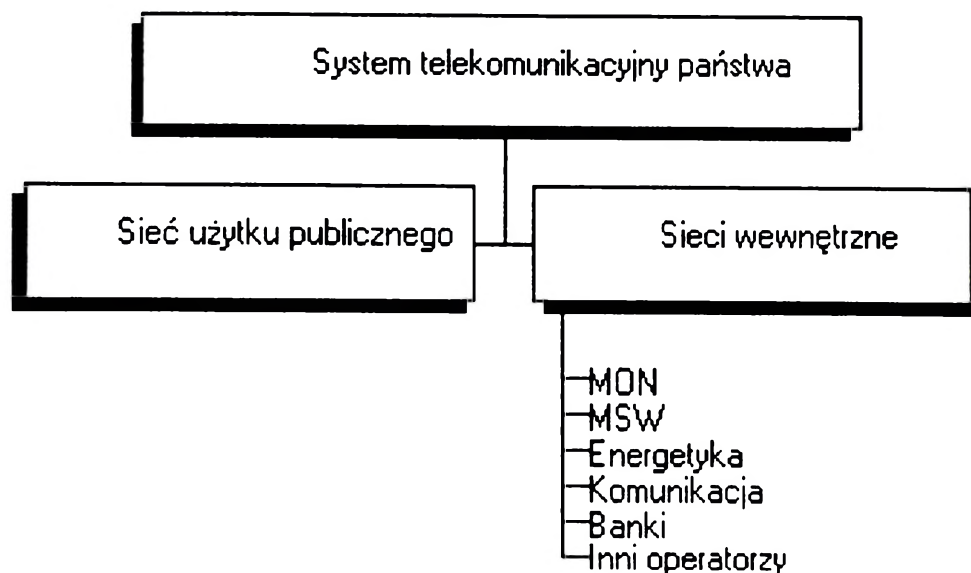 System telekomunikacyjny państwa
Sieć użytku publicznego
Sieci wewnętrzne
MON
MSW
Energetyka
Komunikacja
Banki
Inni operatorzy